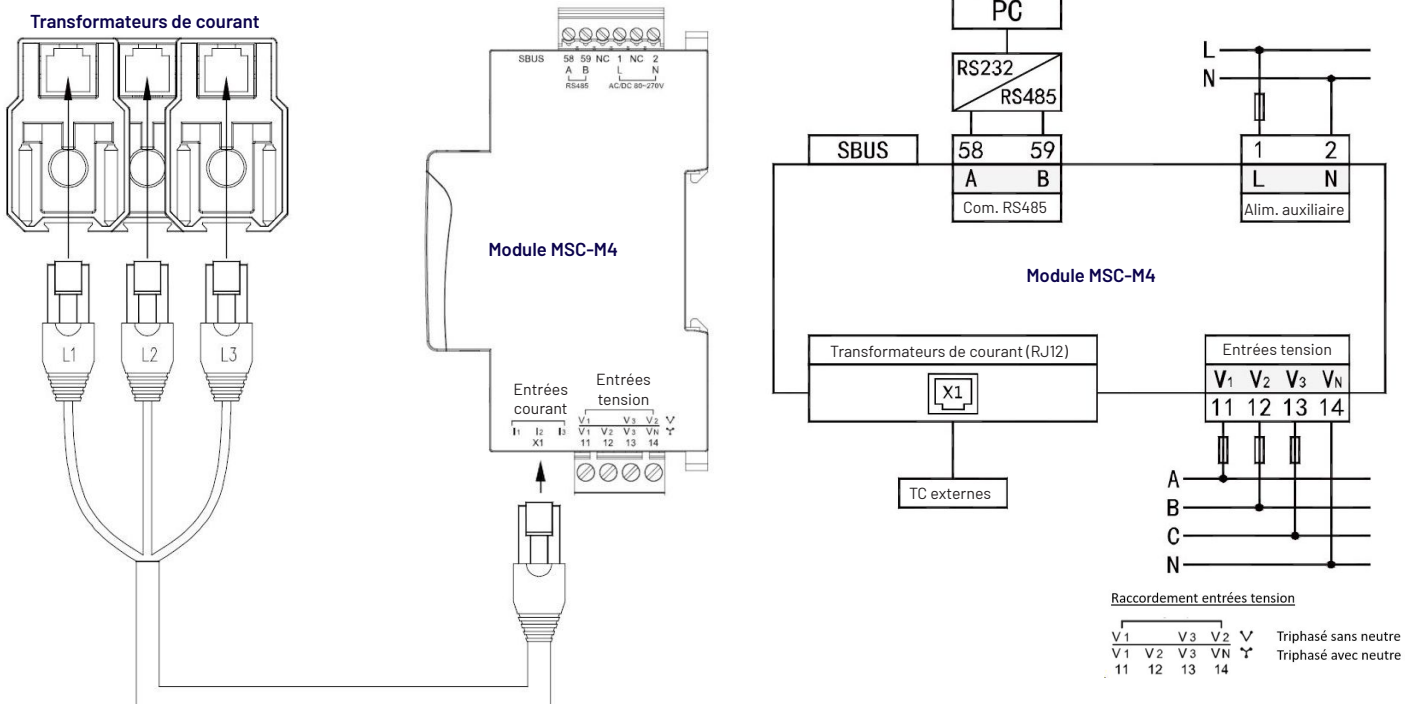 Transformateurs de courant
L1
L2
L3
SBUS 58 59 NC 1 NC 2
A B L N
RS485 AC/DC 80~270V
Module MSC-M4
Entrées courant
Entrées tension
V1 V3 V2
I1 I2 I3 V1 V2 V3 VN
X1 11 12 13 14
PC
RS232
RS485
L
N
SBUS
58 59
A B
Com. RS485
1 2
L N
Alim. auxiliaire
Module MSC-M4
Transformateurs de courant (RJ12)
X1
TC externes
Entrées tension
V1 V2 V3 VN
11 12 13 14
A
B
C
N
Raccordement entrées tension
V1 V3 V2 Triphasé sans neutre
V1 V2 V3 VN Triphasé avec neutre
11 12 13 14